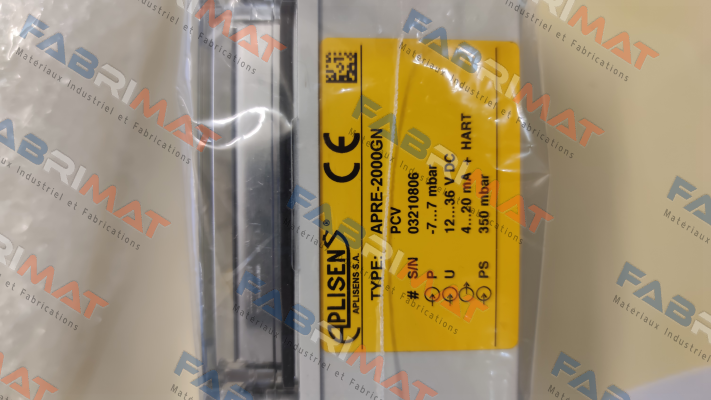 APLISENS®
APLISENS S.A.
CE
TYPE: APRE-2000GN
PCV
# S/N 03210806
P -7...7 mbar
U 12...36 V DC
4...20 mA + HART
PS 350 mbar
FABRIMAT
Materiaux Industriel et Fabrications